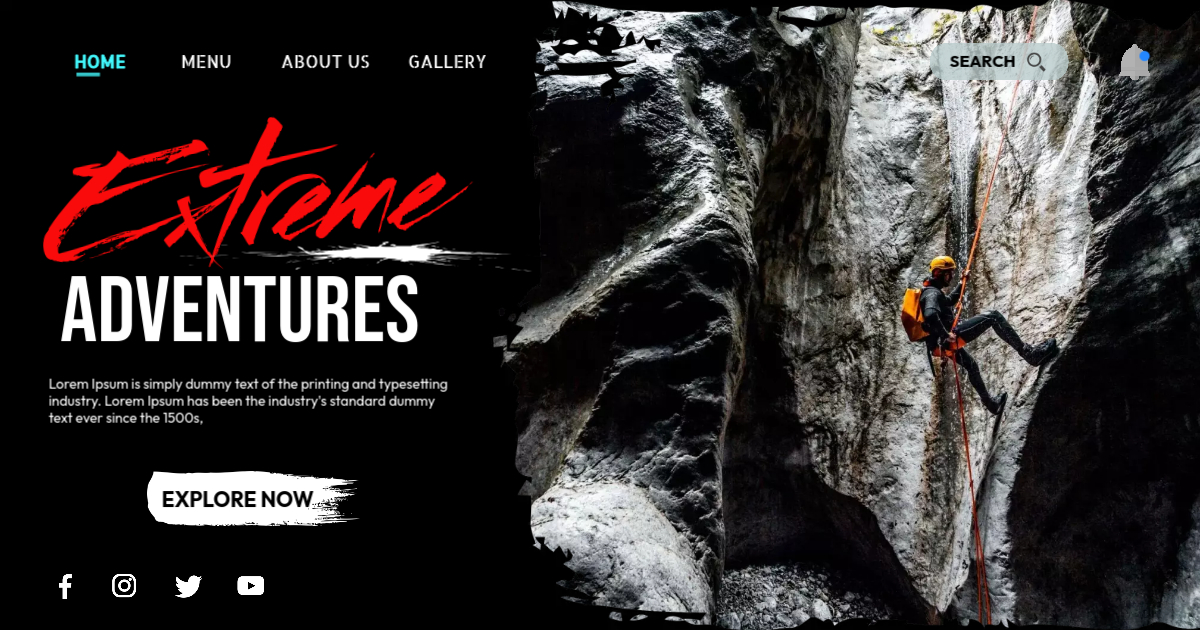 HOME MENU ABOUT US GALLERY SEARCH
Extreme
ADVENTURES
Lorem Ipsum is simply dummy text of the printing and typesetting
industry. Lorem Ipsum has been the industry's standard dummy
text ever since the 1500s,
EXPLORE NOW